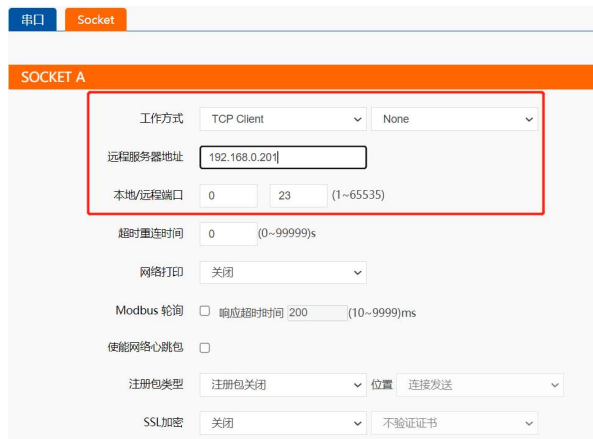 串口 Socket
SOCKET A
工作方式 TCP Client None
远程服务器地址 192.168.0.201
本地/远程端口 0 23 (1~65535)
超时重连时间 0 (0~99999)s
网络打印 关闭
Modbus 轮询 响应超时时间 200 (10~9999)ms
使能网络心跳包
注册包类型 注册包关闭 位置 连接发送
SSL加密 关闭 不验证证书